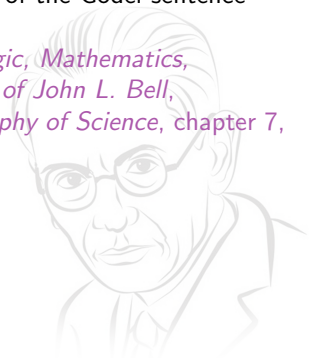 of the Gödel sentence
gic, Mathematics,
of John L. Bell,
phy of Science, chapter 7,